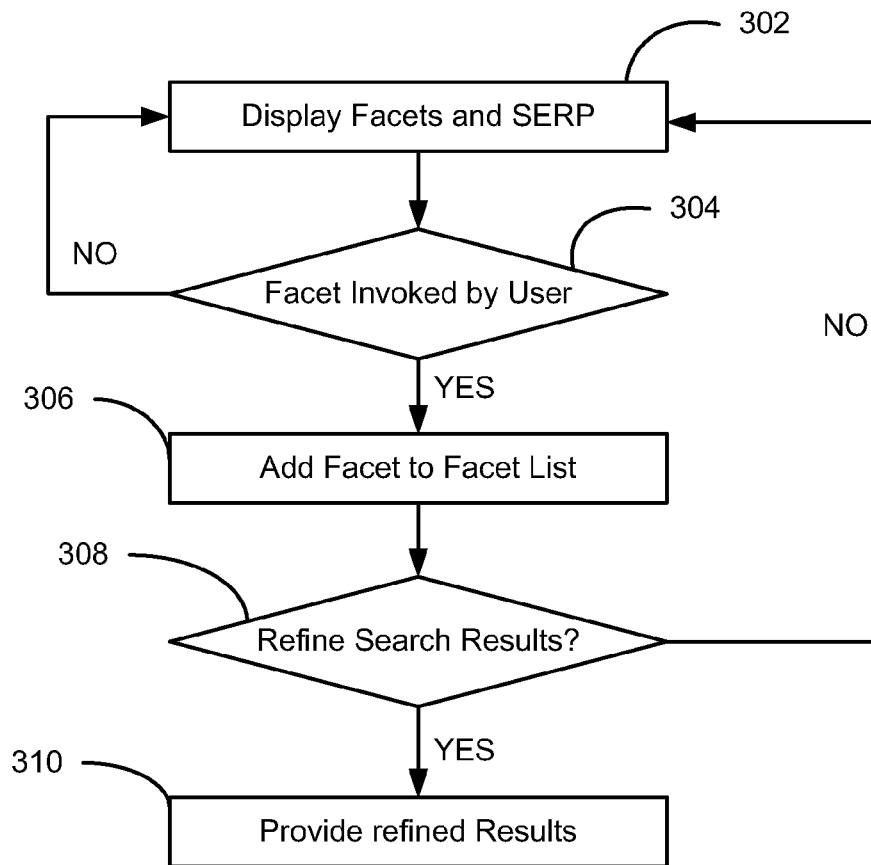 302
Display Facets and SERP
304
NO
Facet Invoked by User
NO
YES
306
Add Facet to Facet List
308
Refine Search Results?
YES
310
Provide refined Results